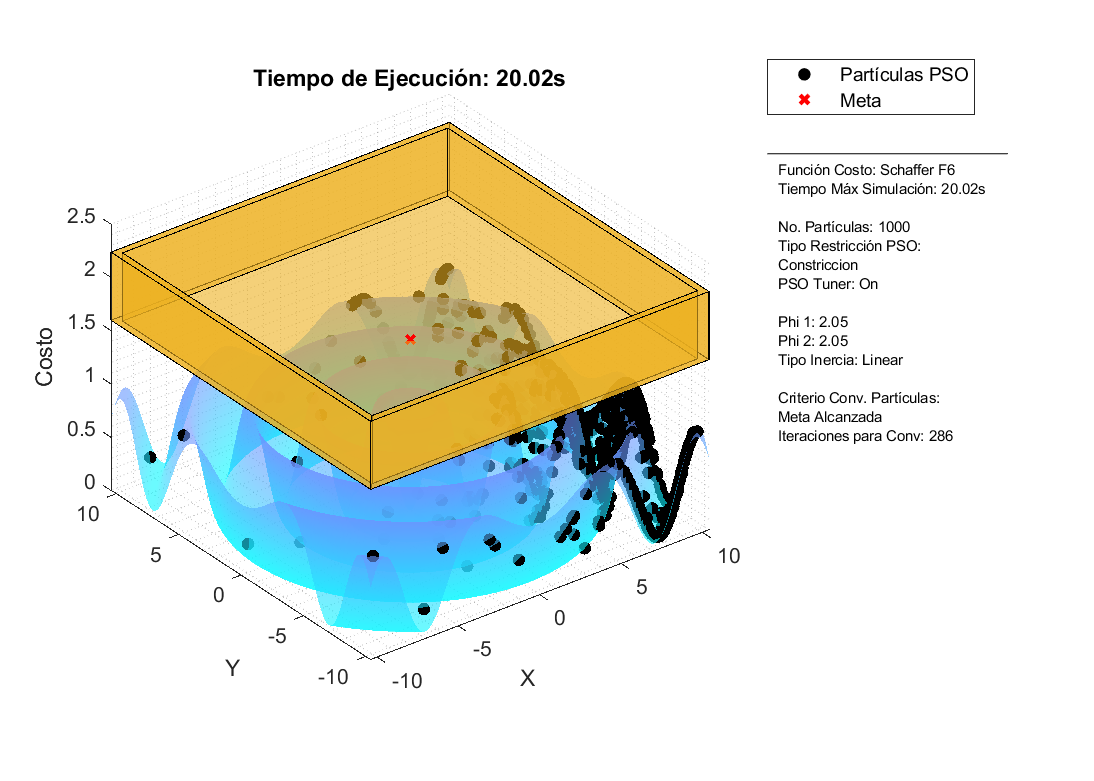 Tiempo de Ejecución: 20.02s
Partículas PSO
Meta
Función Costo: Schaffer F6
Tiempo Máx Simulación: 20.02s
No. Partículas: 1000
Tipo Restricción PSO:
Constriccion
PSO Tuner: On
Phi 1: 2.05
Phi 2: 2.05
Tipo Inercia: Linear
Criterio Conv. Partículas:
Meta Alcanzada
Iteraciones para Conv: 286
Costo
2.5
2
1.5
1
0.5
0
10
5
0
-5
-10
Y
-10
-5
0
5
10
X